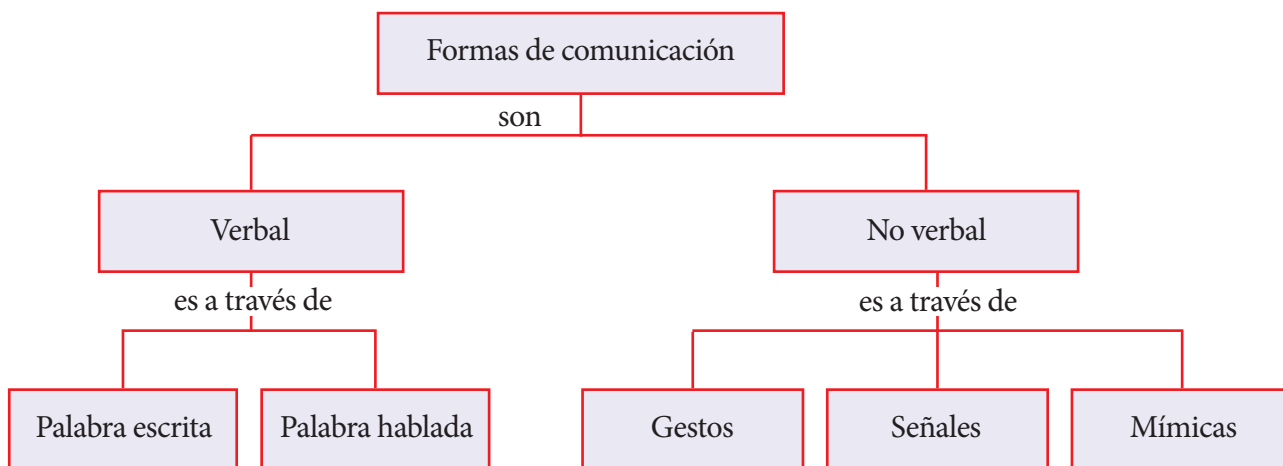 Formas de comunicación
son
Verbal
No verbal
es a través de
es a través de
Palabra escrita
Palabra hablada
Gestos
Señales
Mímicas